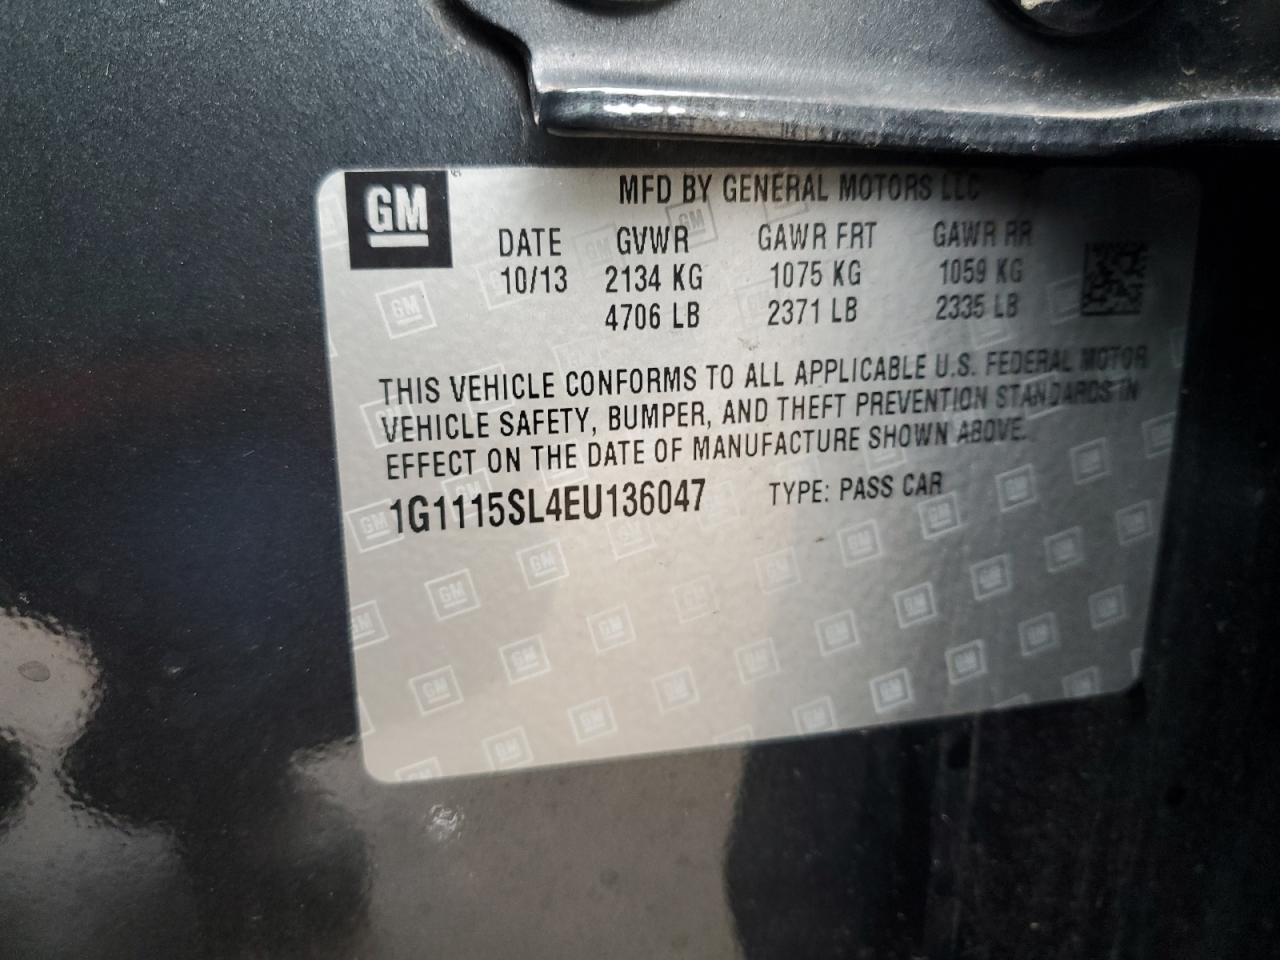 GM
MFD BY GENERAL MOTORS LLC
DATE GVWR GAWR FRT GAWR RR
10/13 2134 KG 1075 KG 1059 KG
4706 LB 2371 LB 2335 LB
THIS VEHICLE CONFORMS TO ALL APPLICABLE U.S. FEDERAL MOTOR
VEHICLE SAFETY, BUMPER, AND THEFT PREVENTION STANDARDS IN
EFFECT ON THE DATE OF MANUFACTURE SHOWN ABOVE.
1G1115SL4EU136047 TYPE: PASS CAR